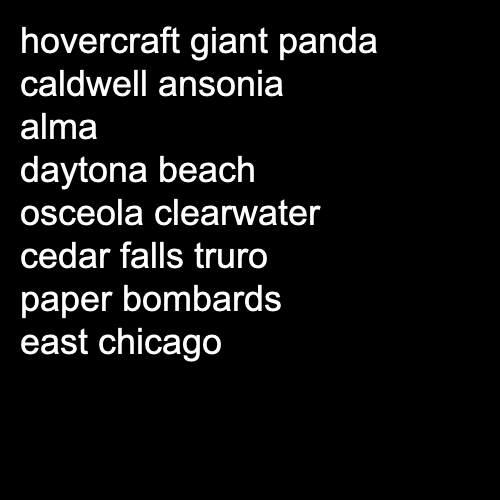 hovercraft giant panda
caldwell ansonia
alma
daytona beach
osceola clearwater
cedar falls truro
paper bombards
east chicago